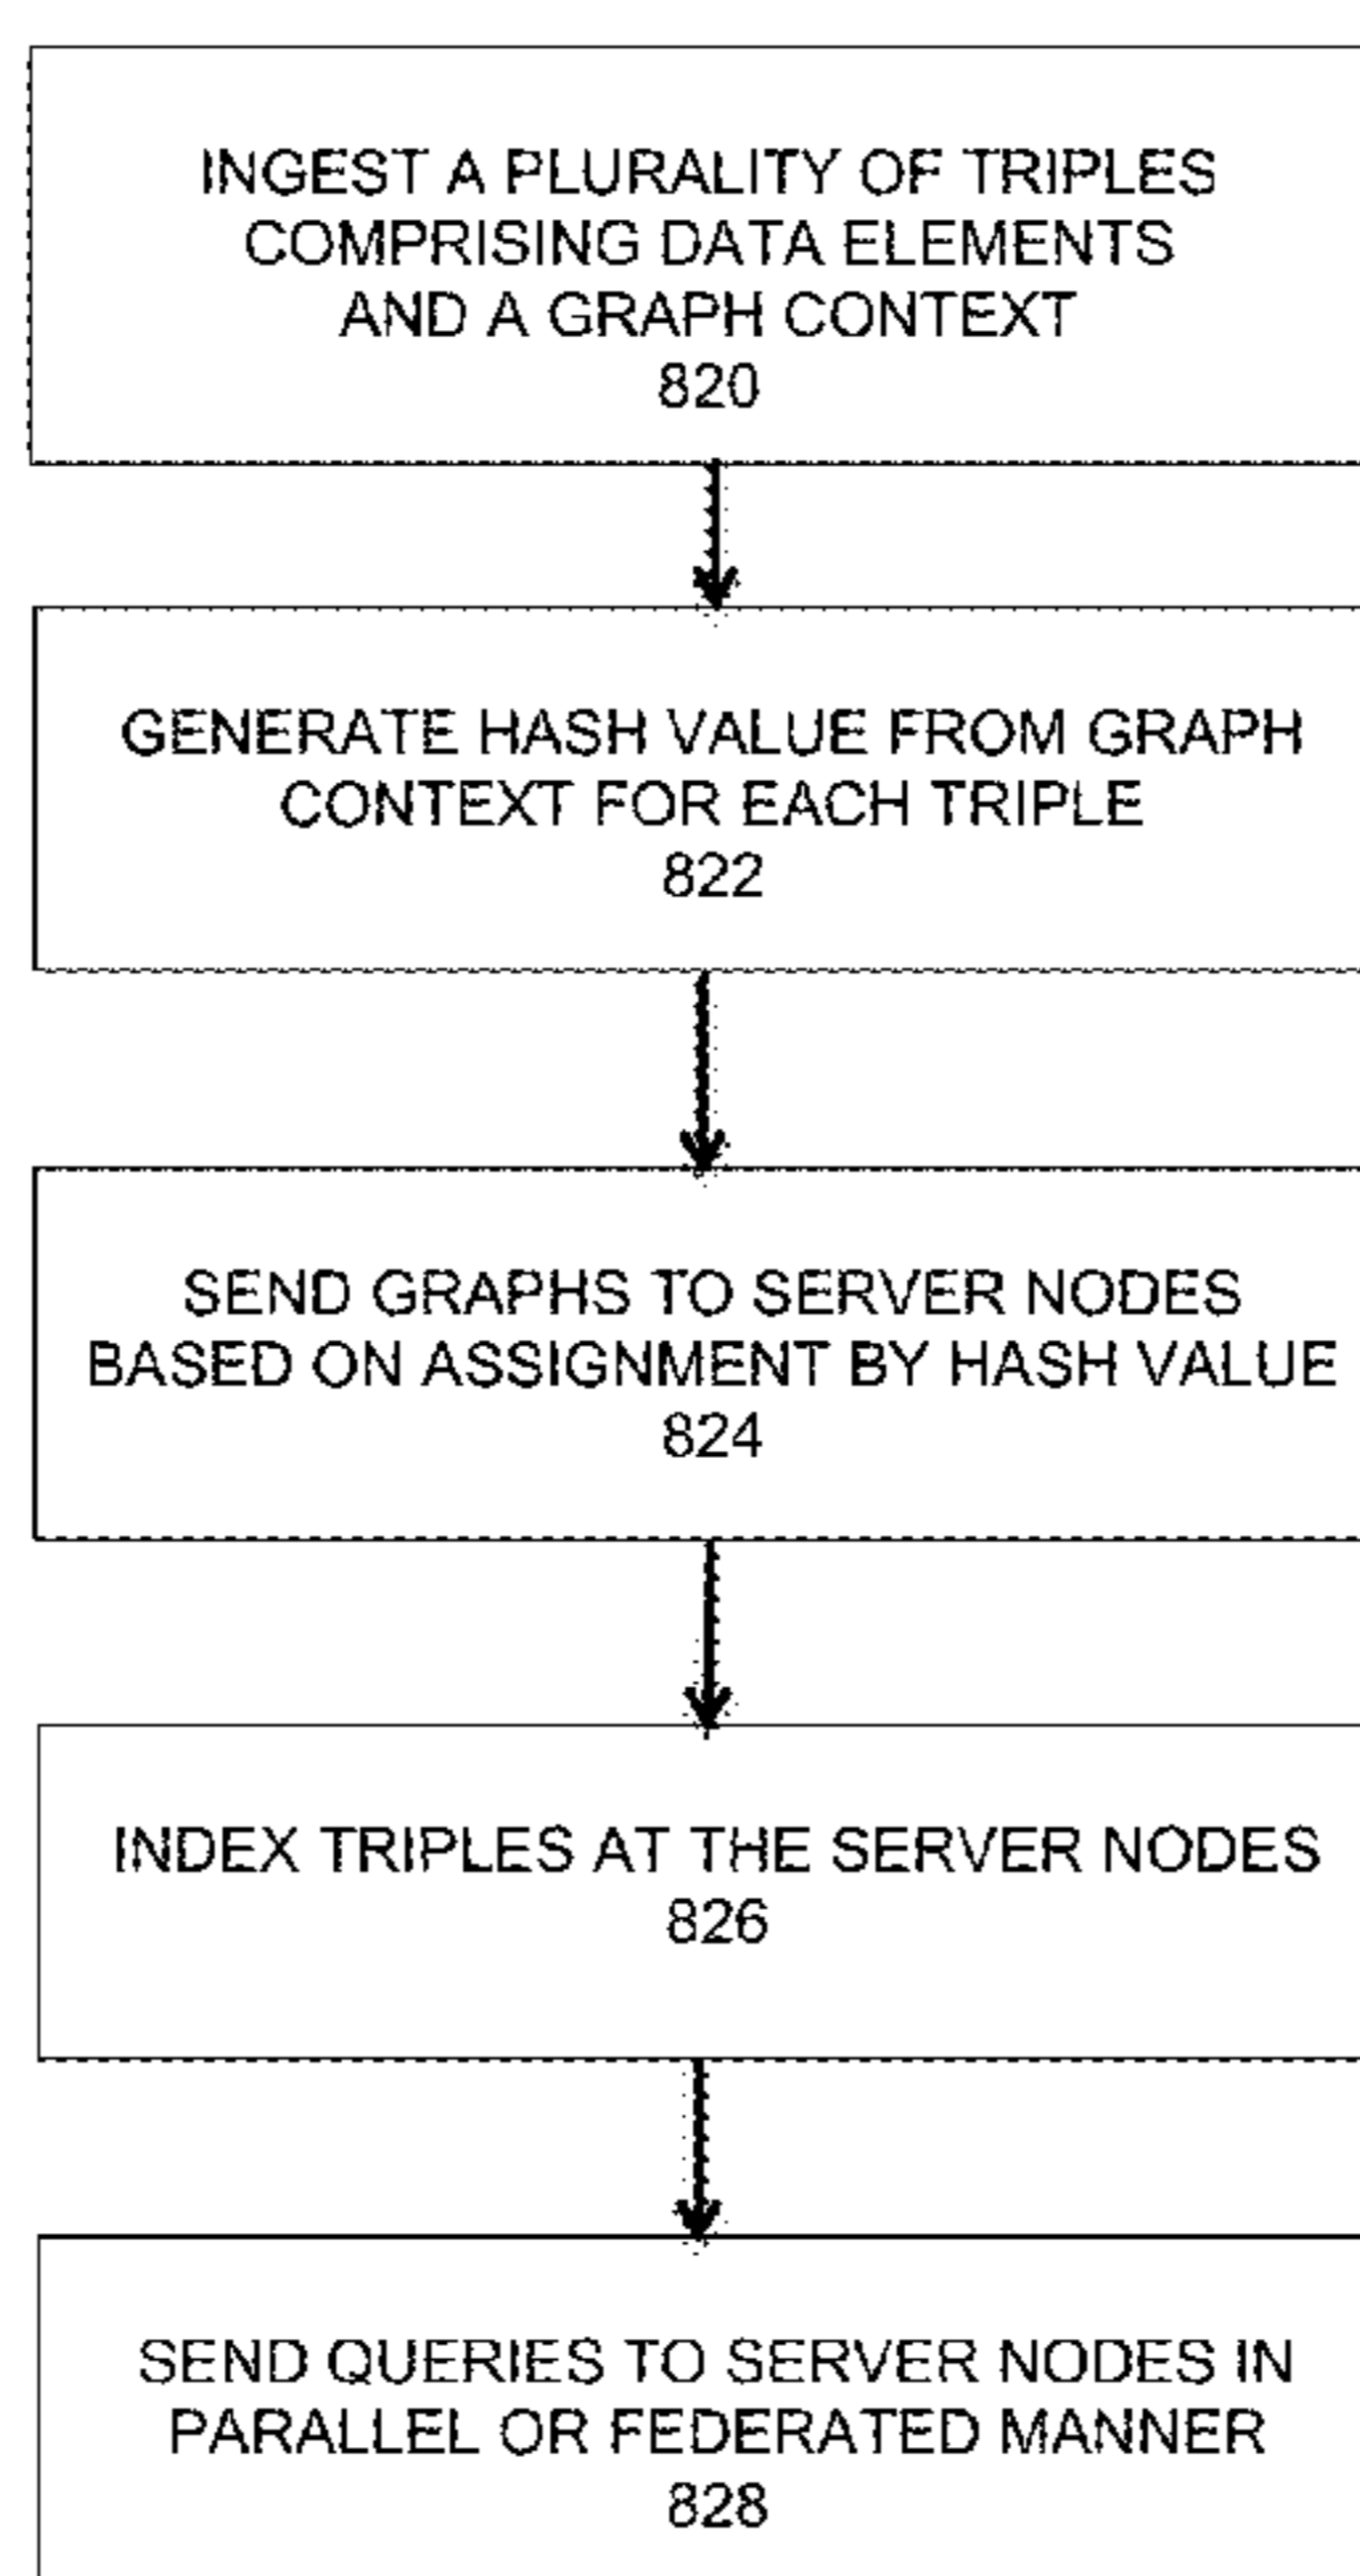 INGEST A PLURALITY OF TRIPLES
COMPRISING DATA ELEMENTS
AND A GRAPH CONTEXT
820
GENERATE HASH VALUE FROM GRAPH
CONTEXT FOR EACH TRIPLE
822
SEND GRAPHS TO SERVER NODES
BASED ON ASSIGNMENT BY HASH VALUE
824
INDEX TRIPLES AT THE SERVER NODES
826
SEND QUERIES TO SERVER NODES IN
PARALLEL OR FEDERATED MANNER
828